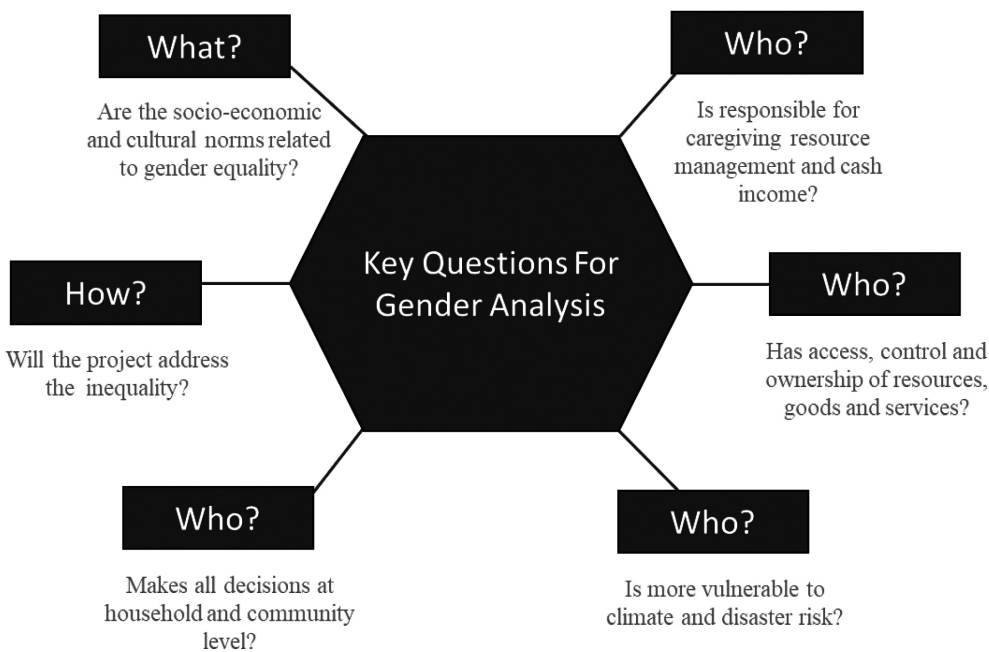 What?
Are the socio-economic
and cultural norms related
to gender equality?
Who?
Is responsible for
caregiving resource
management and cash
income?
Key Questions For
Gender Analysis
How?
Will the project address
the inequality?
Who?
Has access, control and
ownership of resources,
goods and services?
Who?
Makes all decisions at
household and community
level?
Who?
Is more vulnerable to
climate and disaster risk?